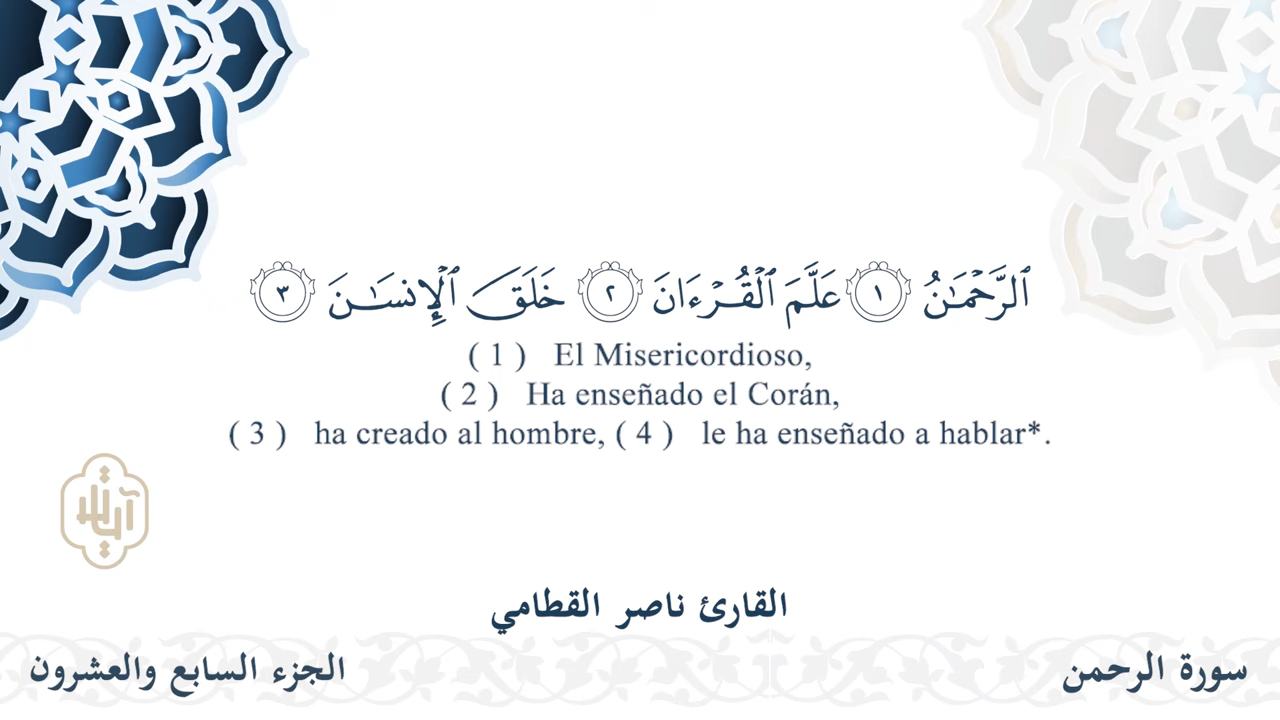 ٱلرَّحْمَـٰنُ ١ عَلَّمَ ٱلْقُرْءَانَ ٢ خَلَقَ ٱلْإِنسَـٰنَ ٣
( 1 ) El Misericordioso,
( 2 ) Ha enseñado el Corán,
( 3 ) ha creado al hombre, ( 4 ) le ha enseñado a hablar*.
القارئ ناصر القطامي
سورة الرحمن
الجزء السابع والعشرون